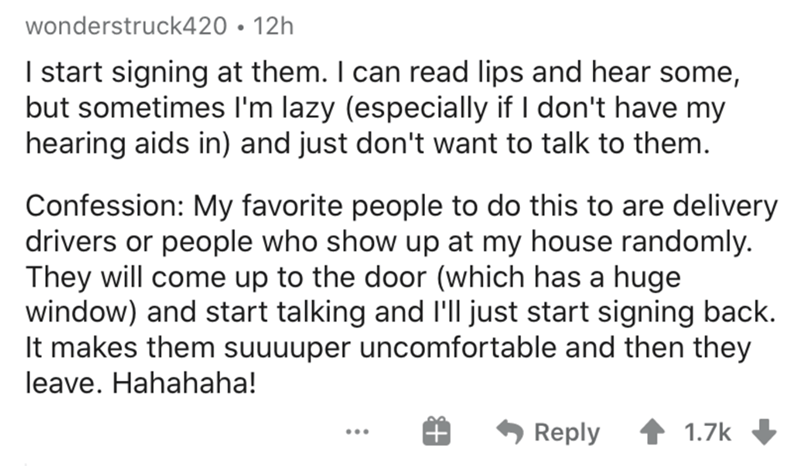 wonderstruck420 • 12h
I start signing at them. I can read lips and hear some,
but sometimes I'm lazy (especially if I don't have my
hearing aids in) and just don't want to talk to them.
Confession: My favorite people to do this to are delivery
drivers or people who show up at my house randomly.
They will come up to the door (which has a huge
window) and start talking and I'll just start signing back.
It makes them suuuuper uncomfortable and then they
leave. Hahahaha!
... Reply 1.7k